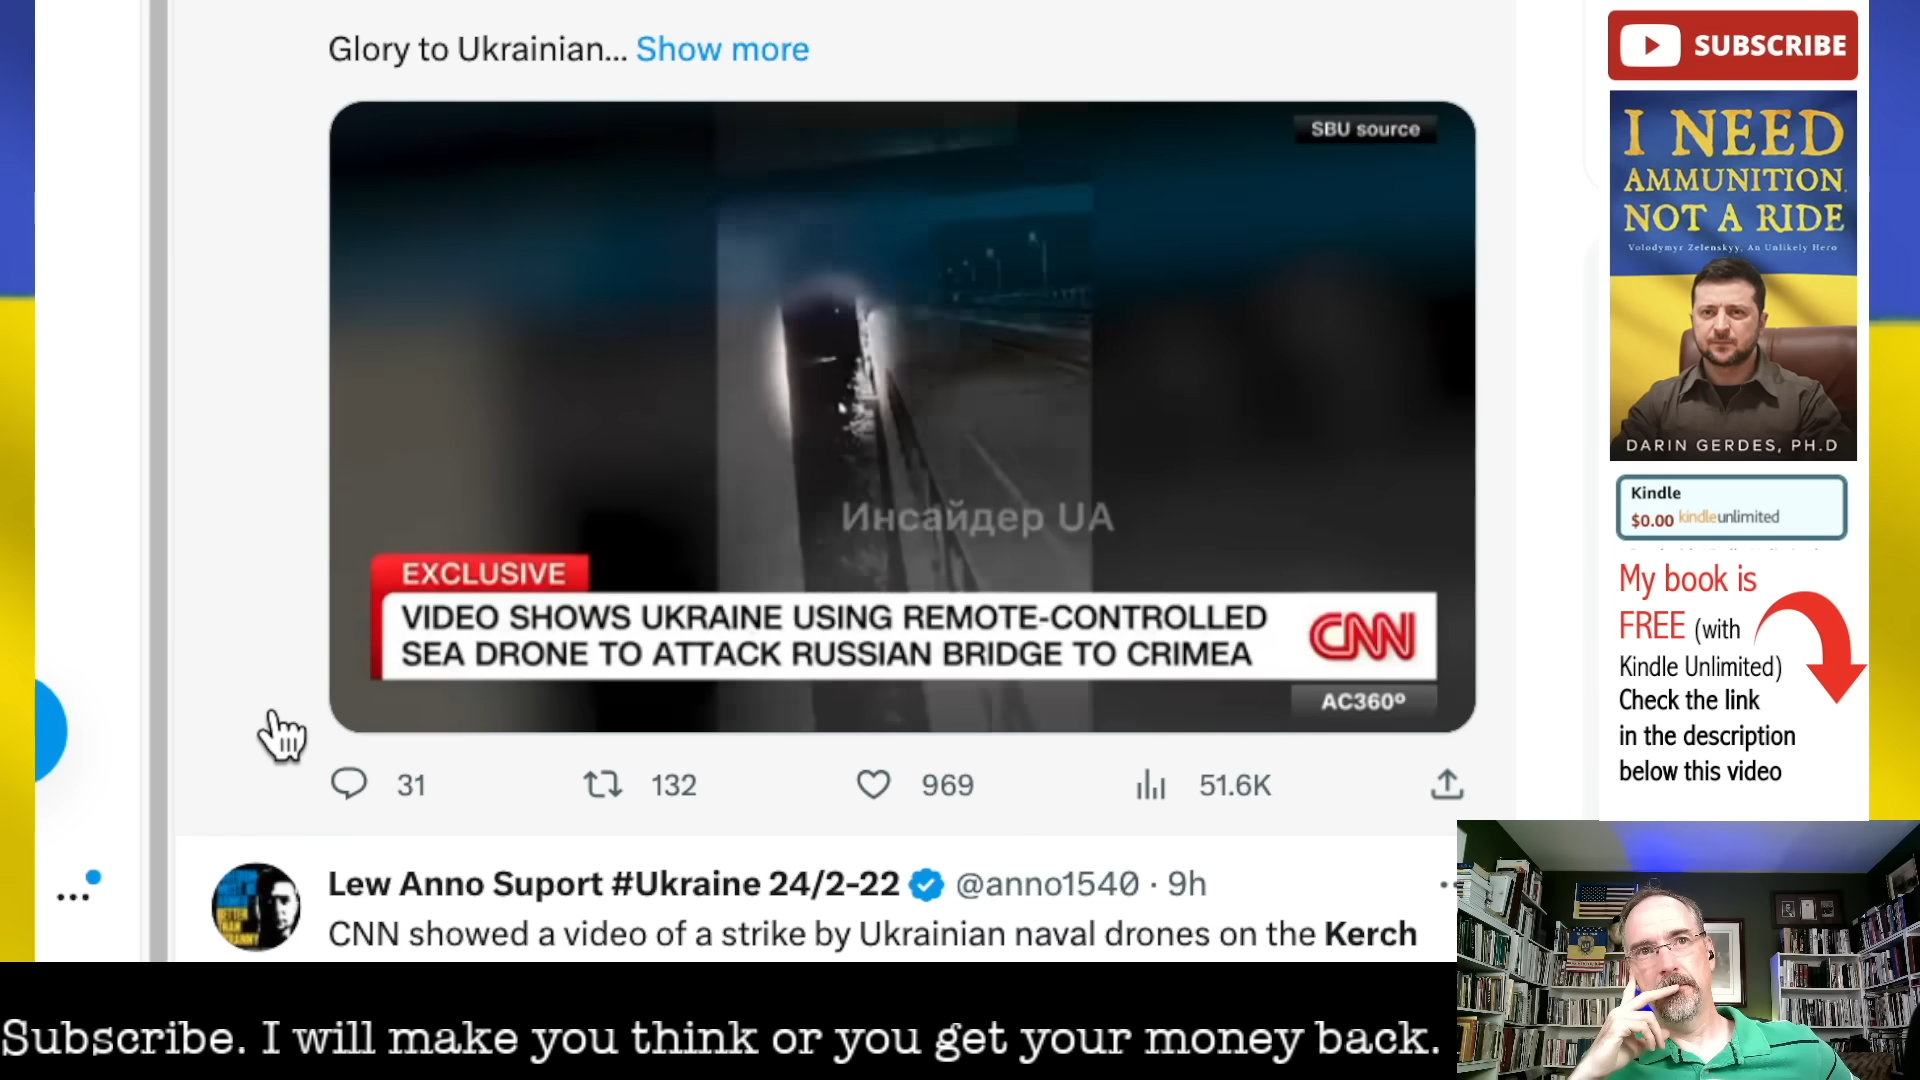 Glory to Ukrainian... Show more
SBU source
Инсайдер UA
EXCLUSIVE
VIDEO SHOWS UKRAINE USING REMOTE-CONTROLLED
SEA DRONE TO ATTACK RUSSIAN BRIDGE TO CRIMEA
CNN
AC360º
31
132
969
51.6K
Lew Anno Suport #Ukraine 24/2-22 @anno1540 · 9h
CNN showed a video of a strike by Ukrainian naval drones on the Kerch
SUBSCRIBE
I NEED
AMMUNITION,
NOT A RIDE
Volodymyr Zelenskyy, An Unlikely Hero
DARIN GERDES, PH.D
Kindle
$0.00 kindleunlimited
My book is
FREE (with
Kindle Unlimited)
Check the link
in the description
below this video
Subscribe. I will make you think or you get your money back.